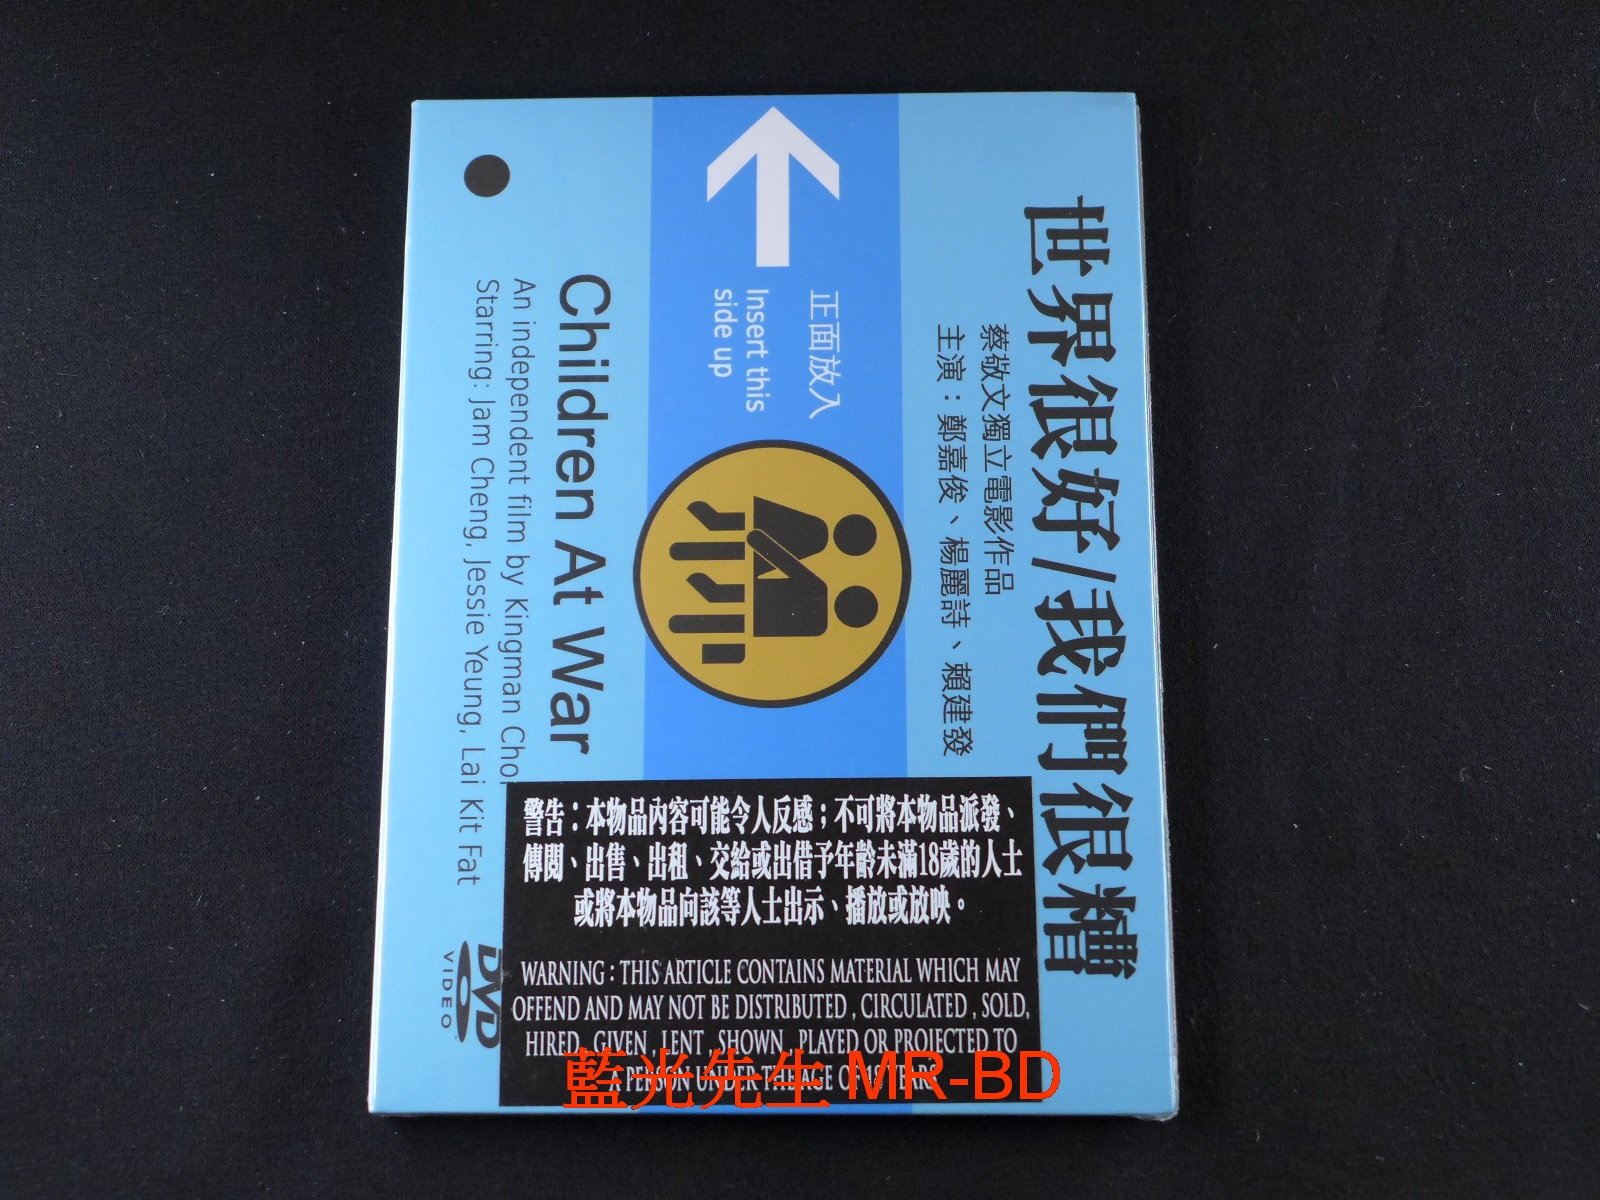 世界很好/我們很糟
蔡敬文獨立電影作品
主演：鄭嘉俊、楊麗詩、賴建發
正面放入
Insert this
side up
Children At War
An independent film by Kingman Cho
Starring: Jam Cheng, Jessie Yeung, Lai Kit Fat
DVD
VIDEO
警告：本物品內容可能令人反感；不可將本物品派發、
傳閱、出售、出租、交給或出借予年齡未滿18歲的人士
或將本物品向該等人士出示、播放或放映。
WARNING : THIS ARTICLE CONTAINS MATERIAL WHICH MAY
OFFEND AND MAY NOT BE DISTRIBUTED , CIRCULATED , SOLD,
HIRED , GIVEN , LENT , SHOWN , PLAYED OR PROJECTED TO
A PERSON UNDER THE AGE OF 18 YEARS
藍光先生 MR-BD